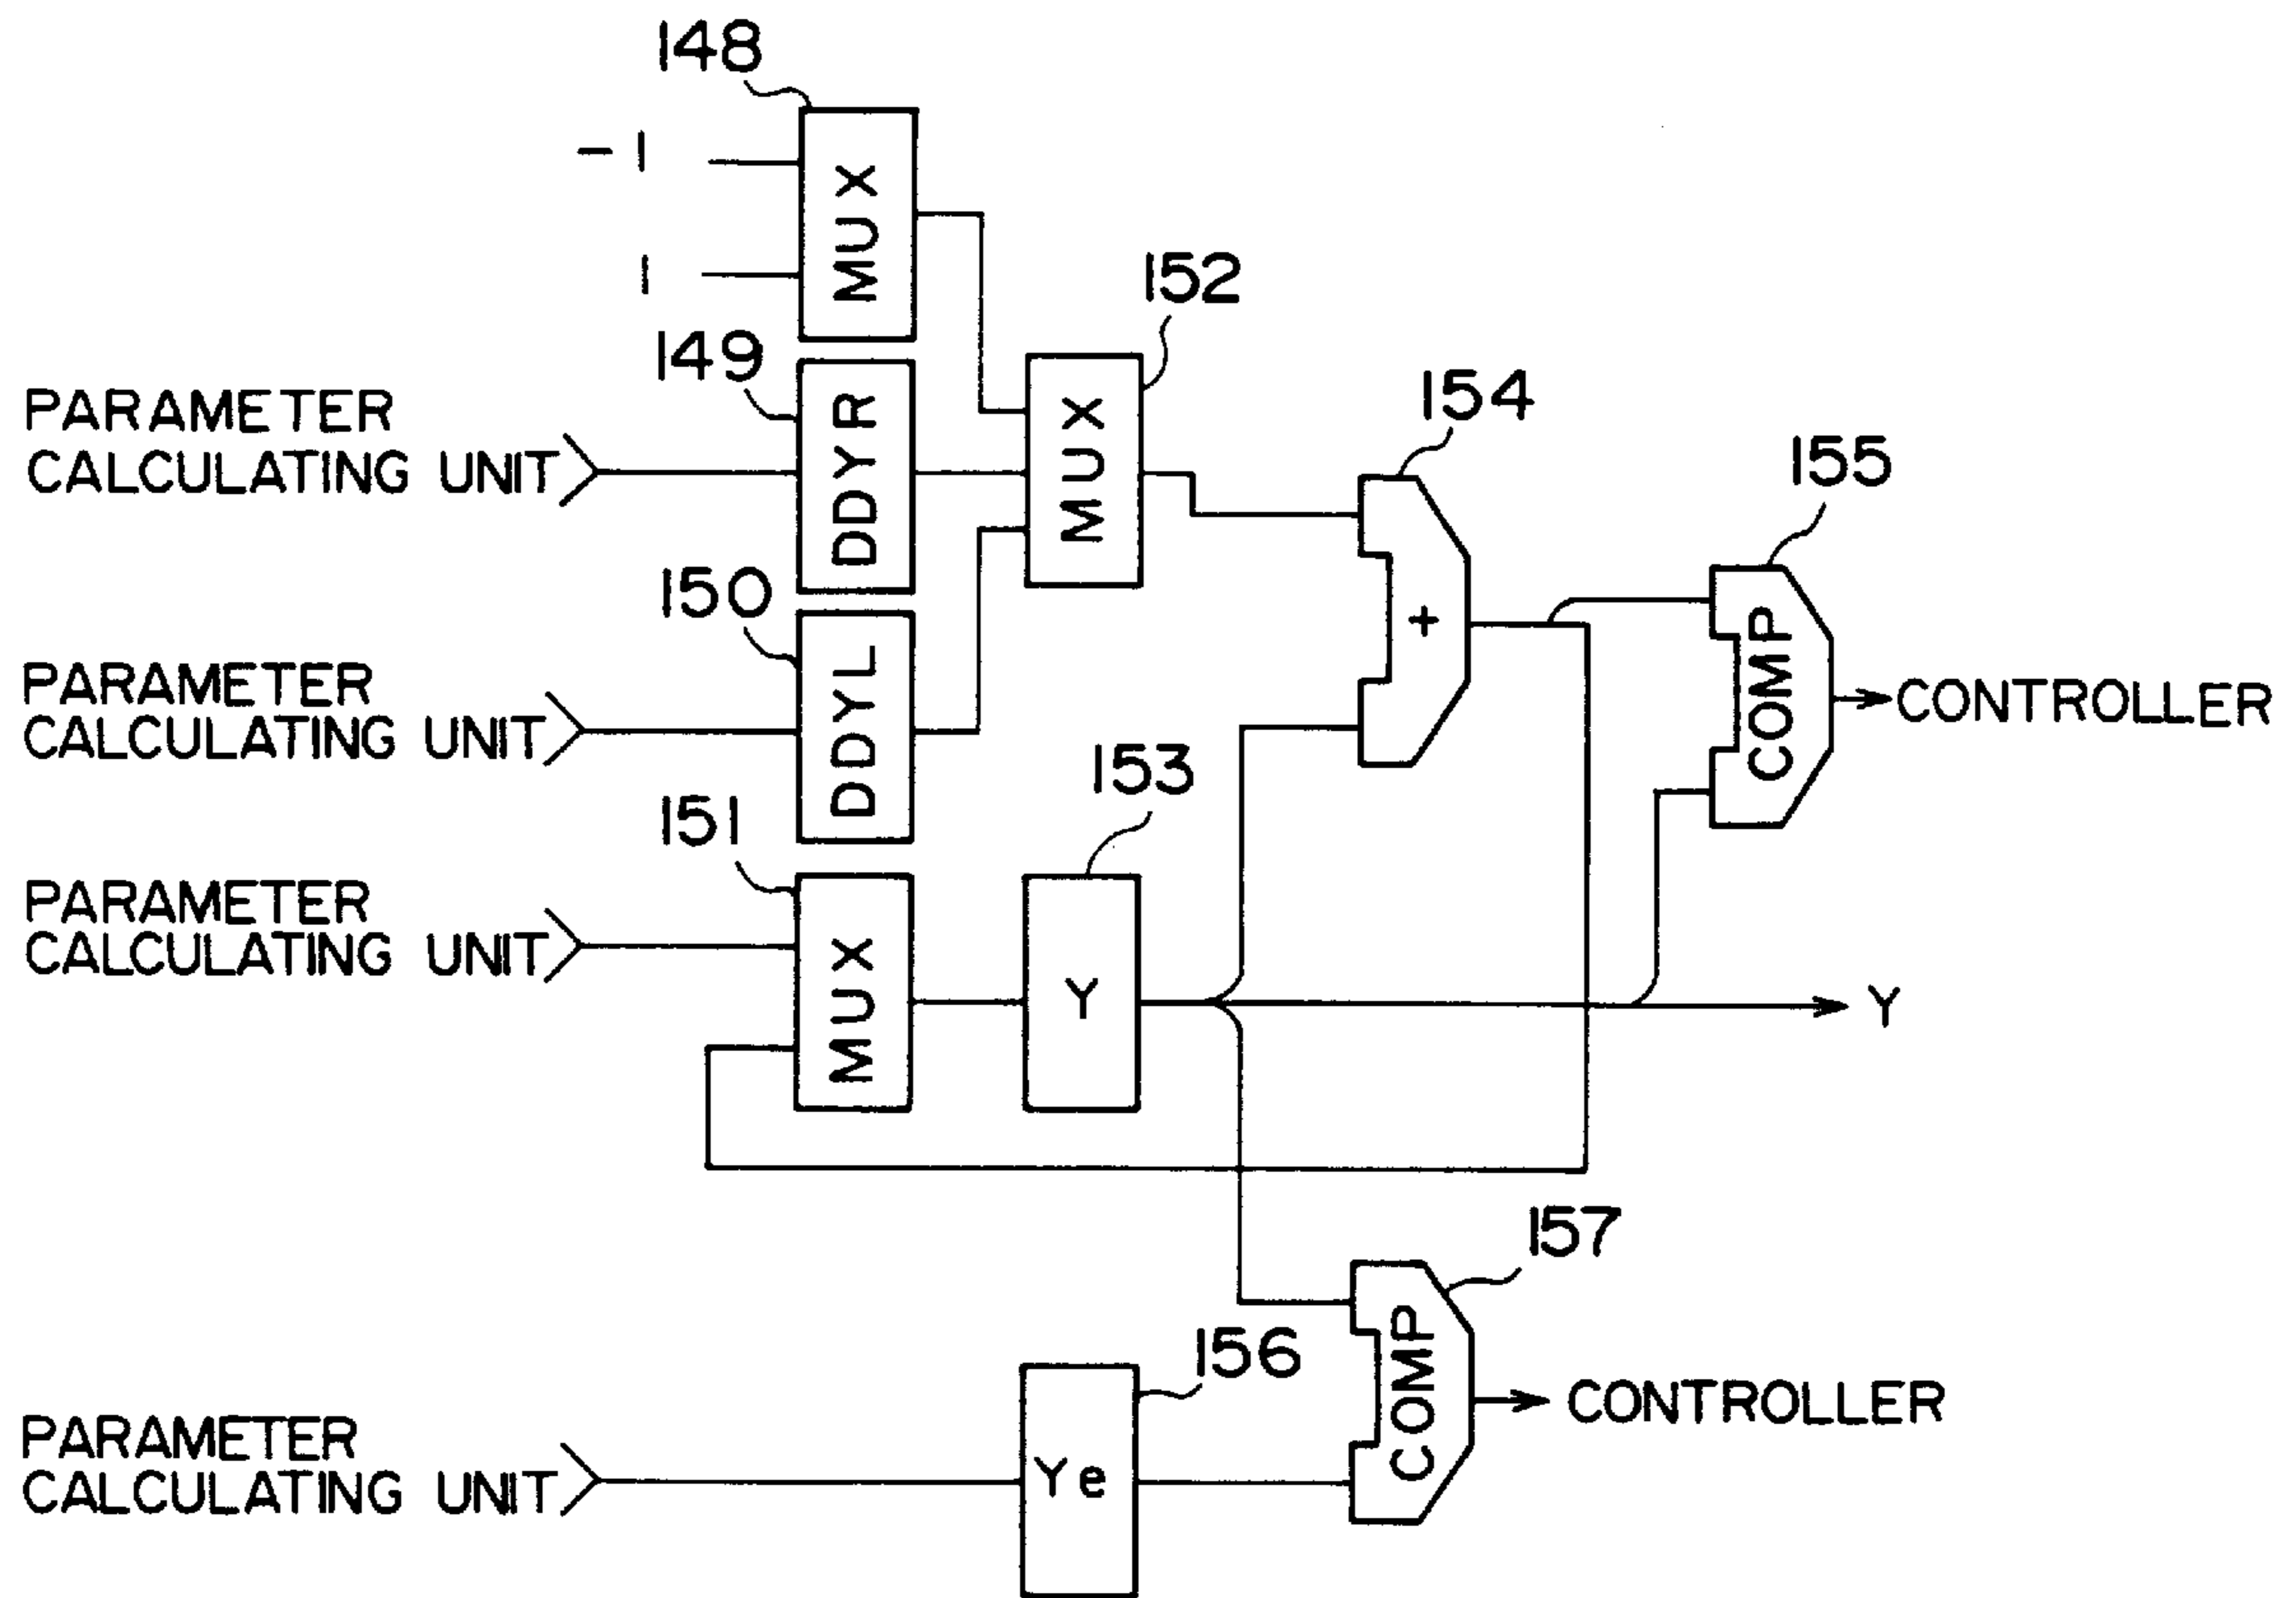 148
-1
MUX
1
152
149
PARAMETER
CALCULATING UNIT
DDYR
MUX
154
155
150
+
COMP
CONTROLLER
PARAMETER
CALCULATING UNIT
DDYL
153
151
PARAMETER
CALCULATING UNIT
MUX
Y
Y
157
156
COMP
CONTROLLER
PARAMETER
CALCULATING UNIT
Ye